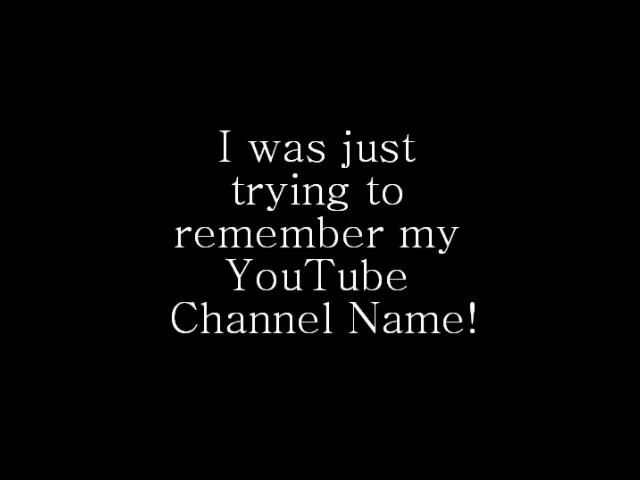 I was just
trying to
remember my
YouTube
Channel Name!